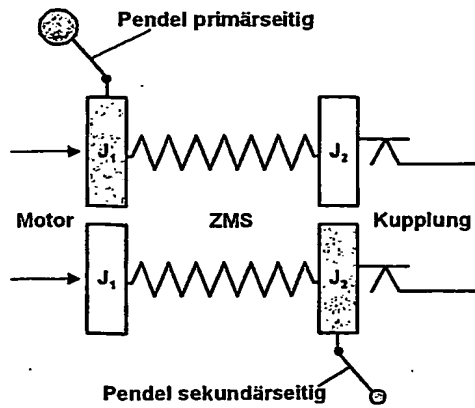 Pendel primärseitig
J1 J2
Motor ZMS Kupplung
J1 J2
Pendel sekundärseitig